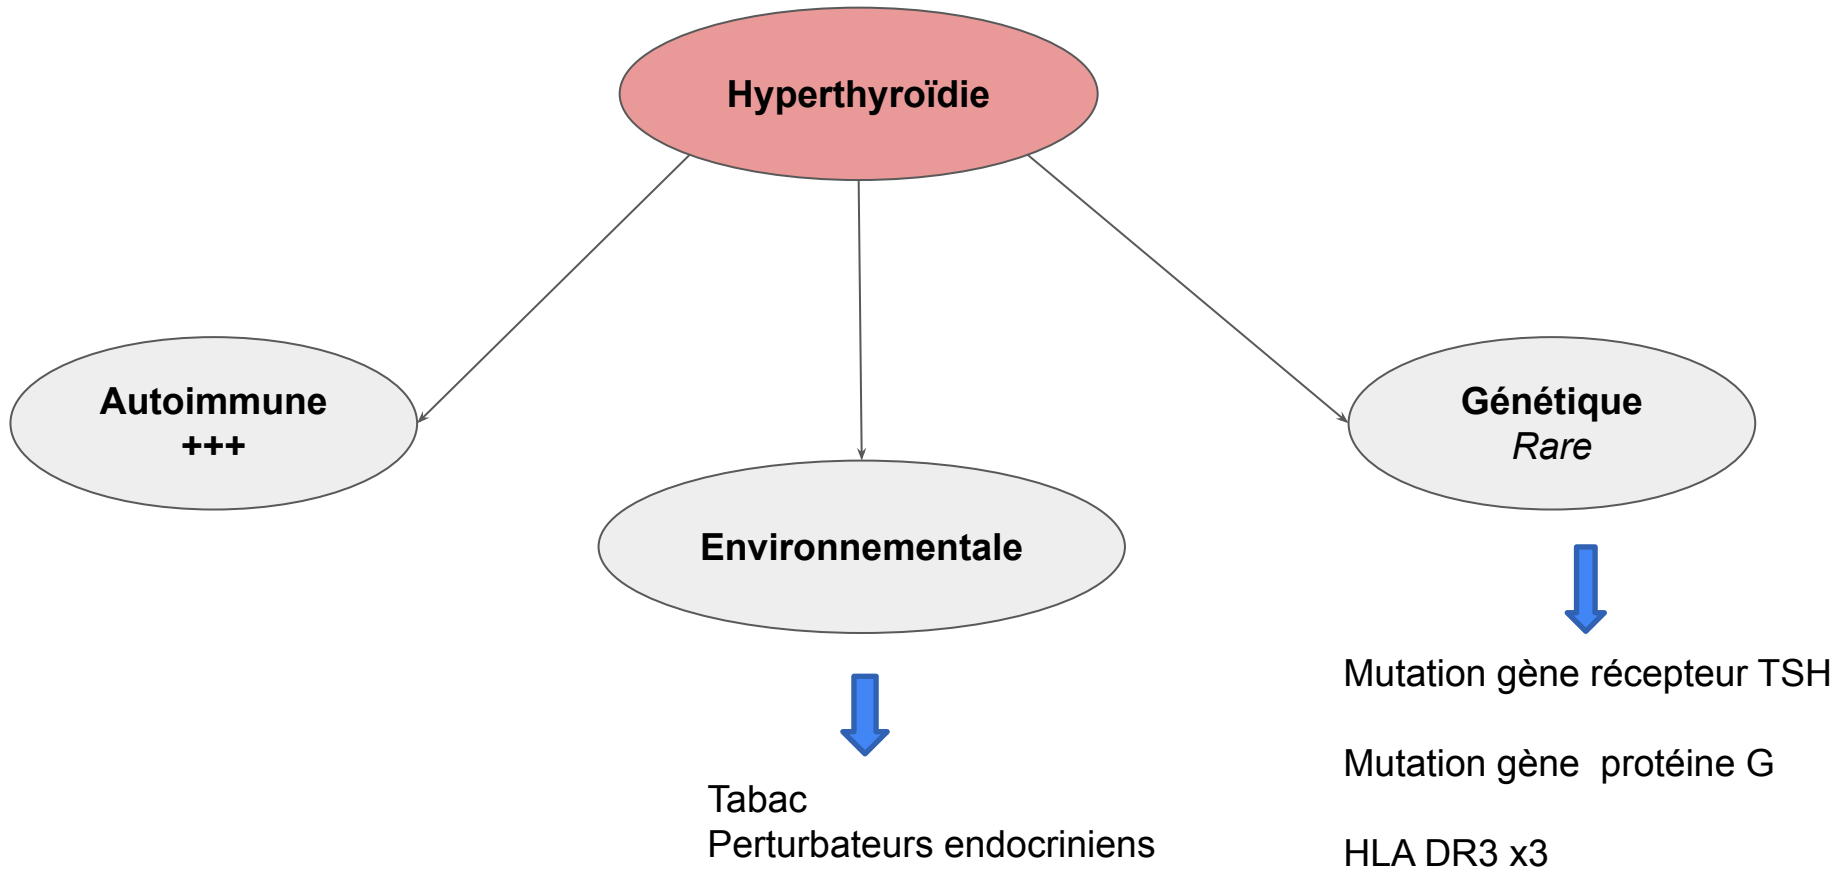 Hyperthyroïdie
Autoimmune
+++
Environnementale
Génétique
Rare
Tabac
Perturbateurs endocriniens
Mutation gène récepteur TSH
Mutation gène  protéine G
HLA DR3 x3